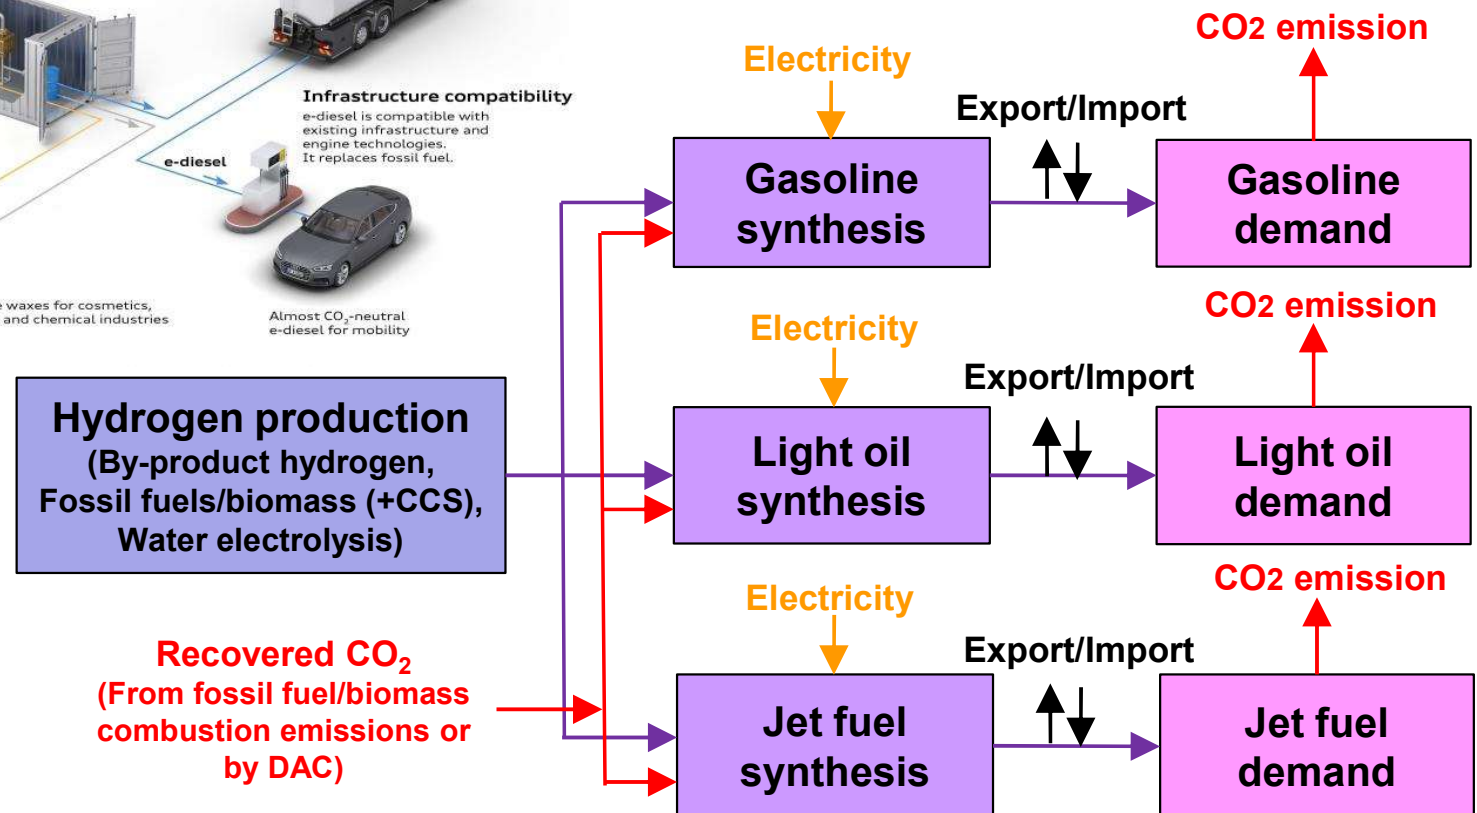 Infrastructure compatibility
e-diesel is compatible with
existing infrastructure and
engine technologies.
It replaces fossil fuel.
e-diesel
waxes for cosmetics,
and chemical industries
Almost CO₂-neutral
e-diesel for mobility
Hydrogen production
(By-product hydrogen,
Fossil fuels/biomass (+CCS),
Water electrolysis)
Recovered CO₂
(From fossil fuel/biomass
combustion emissions or
by DAC)
Electricity
Gasoline
synthesis
Export/Import
CO2 emission
Gasoline
demand
Electricity
Light oil
synthesis
Export/Import
CO2 emission
Light oil
demand
Electricity
Jet fuel
synthesis
Export/Import
CO2 emission
Jet fuel
demand